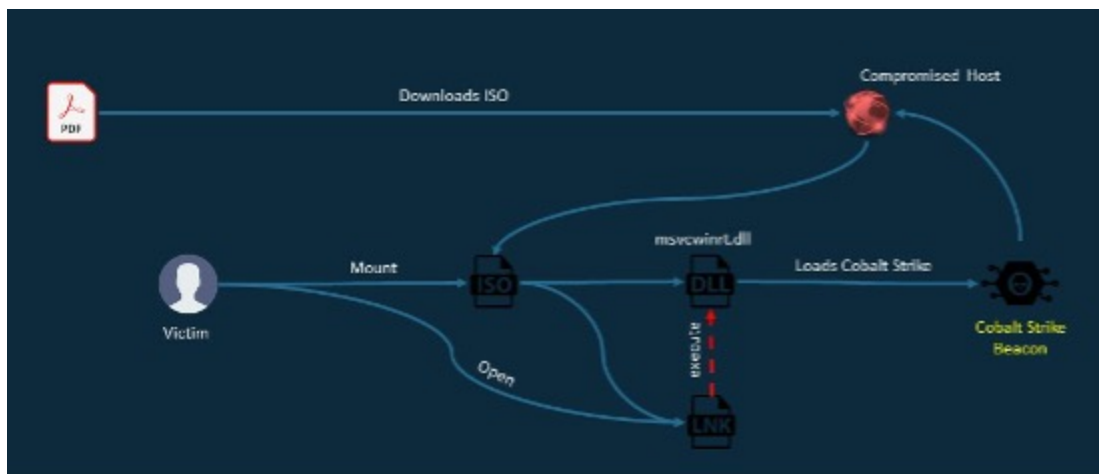 Compromised Host
Downloads ISO
PDF
msvcwinrt.dll
Mount
Loads Cobalt Strike
ISO
DLL
Victim
Cobalt Strike
Beacon
Open
LNK